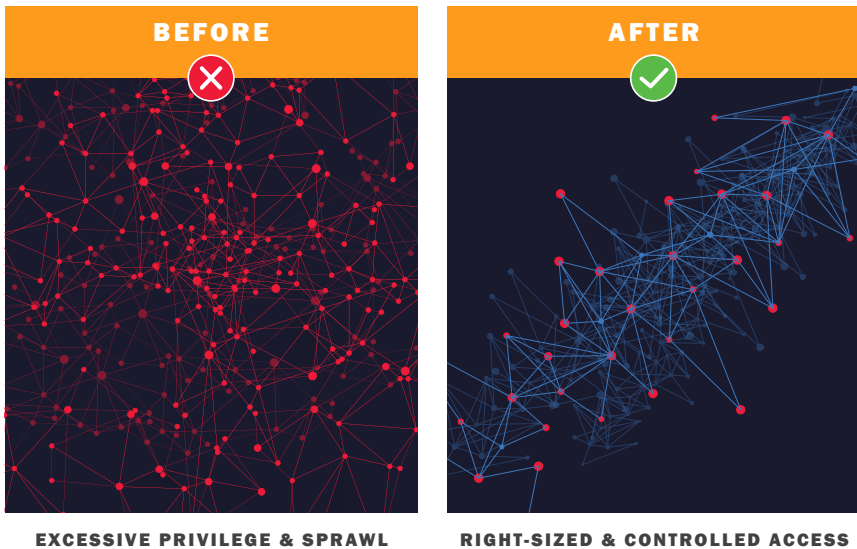 BEFORE
AFTER
EXCESSIVE PRIVILEGE & SPRAWL
RIGHT-SIZED & CONTROLLED ACCESS